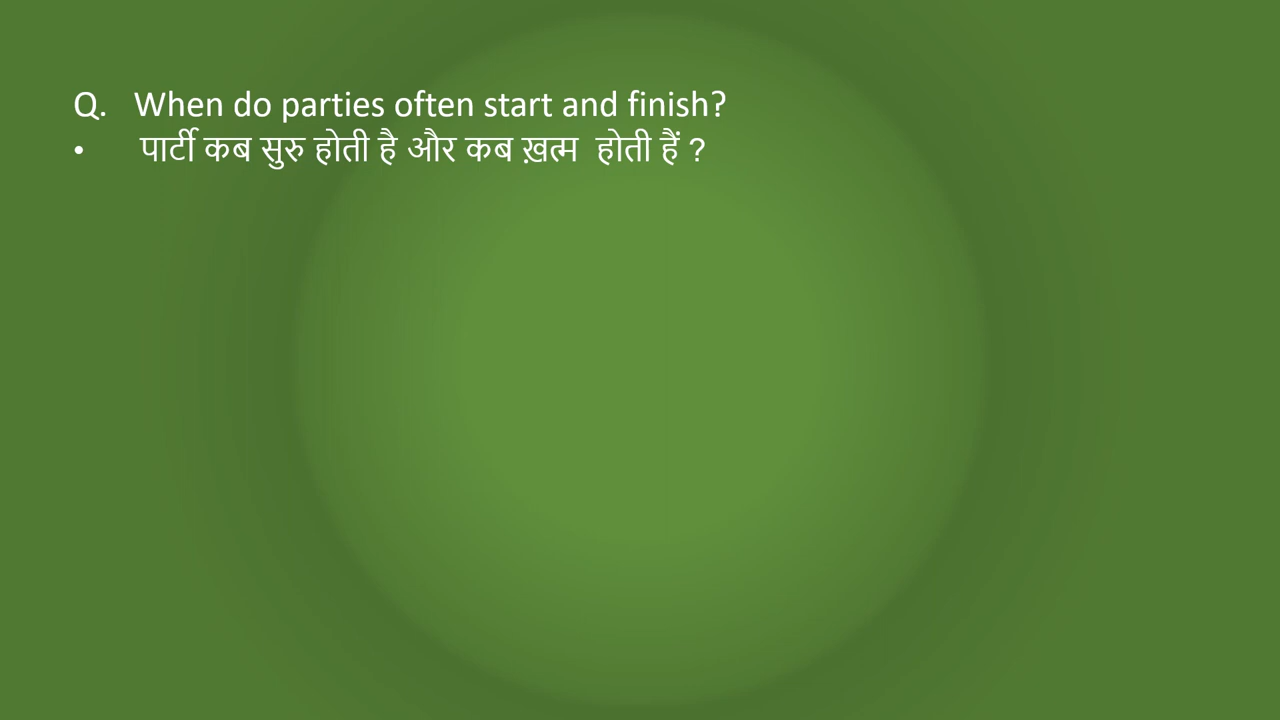 Q. When do parties often start and finish?
• पार्टी कब सुरु होती है और कब ख़त्म होती हैं ?